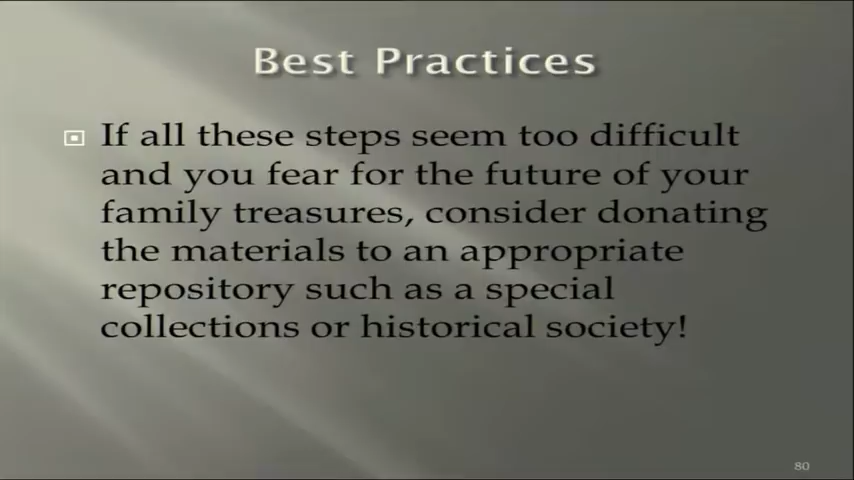 Best Practices
If all these steps seem too difficult
and you fear for the future of your
family treasures, consider donating
the materials to an appropriate
repository such as a special
collections or historical society!
80